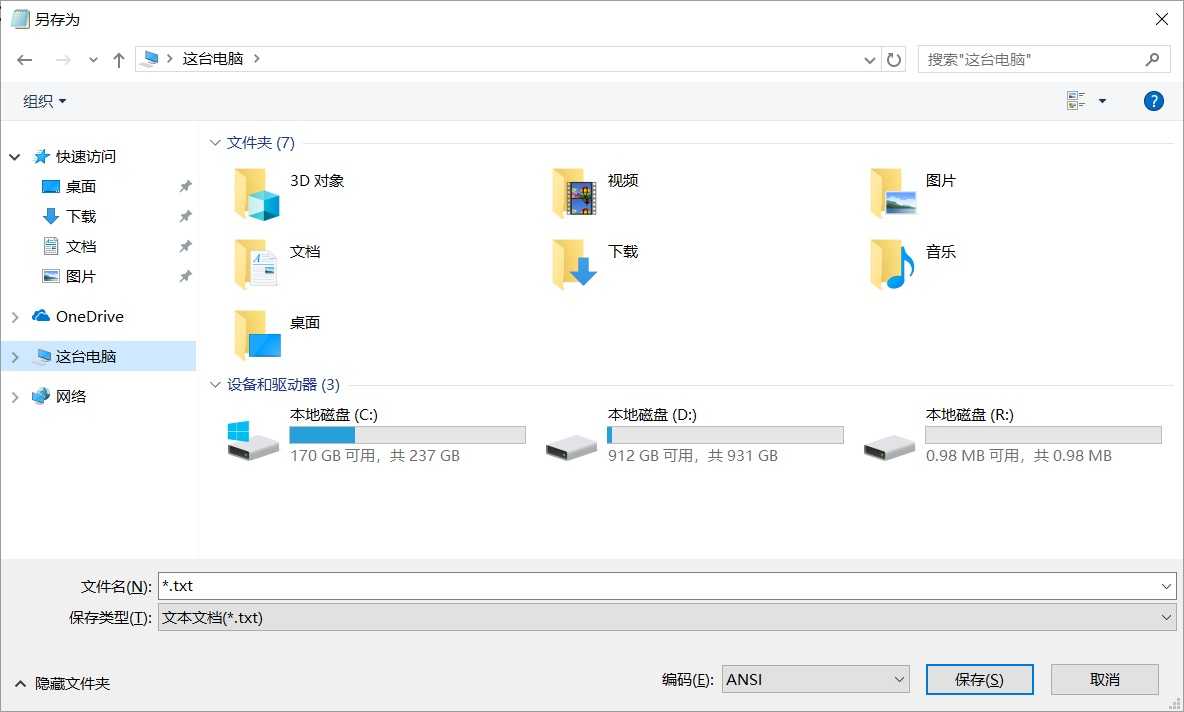 另存为
这台电脑
搜索"这台电脑"
组织
快速访问
桌面
下载
文档
图片
OneDrive
这台电脑
网络
文件夹 (7)
3D 对象
视频
图片
文档
下载
音乐
桌面
设备和驱动器 (3)
本地磁盘 (C:)
170 GB 可用，共 237 GB
本地磁盘 (D:)
912 GB 可用，共 931 GB
本地磁盘 (R:)
0.98 MB 可用，共 0.98 MB
文件名(N): *.txt
保存类型(T): 文本文档(*.txt)
隐藏文件夹
编码(E): ANSI
保存(S)
取消